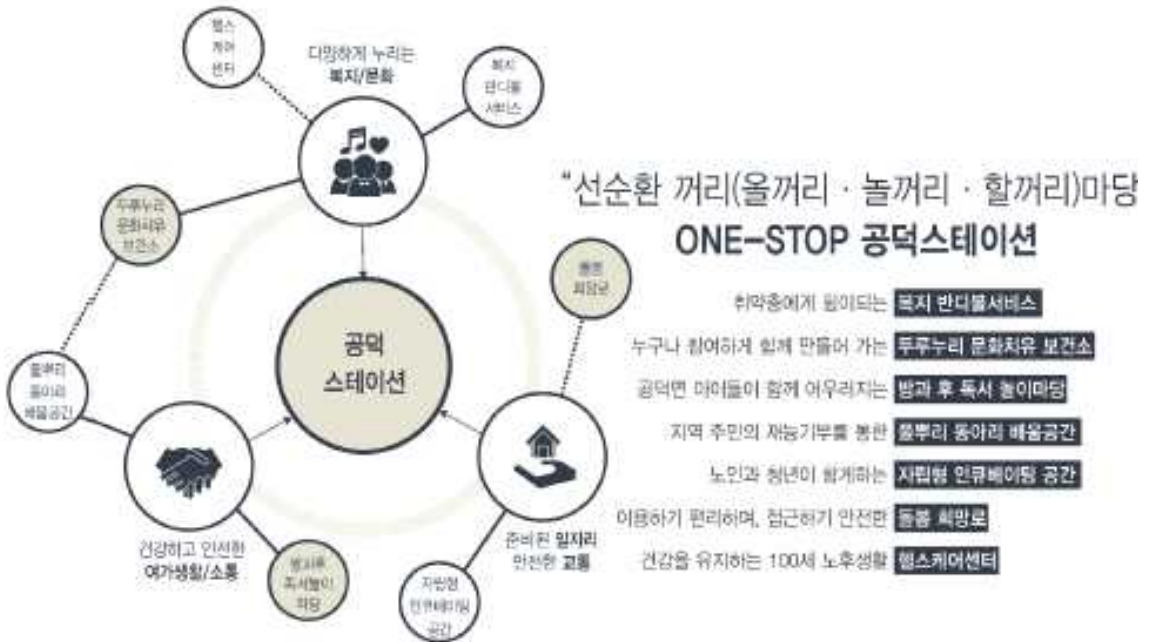 헬스
케어
센터
다양하게 누리는
복지/문화
복지
반디불
서비스
두루누리
문화치유
보건소
풀뿌리
동아리
배움공간
공덕
스테이션
돌봄
희망로
건강하고 안전한
여가생활/소통
방과후
독서놀이
마당
준비된 일자리
안전한 교통
자립형
인큐베이팅
공간
"선순환 꺼리(올꺼리 · 놀꺼리 · 할꺼리)마당
ONE-STOP 공덕스테이션
취약층에게 힘이되는 복지 반디불서비스
누구나 참여하게 함께 만들어 가는 두루누리 문화치유 보건소
공덕면 아이들이 함께 어우러지는 방과 후 독서 놀이마당
지역 주민의 재능기부를 통한 풀뿌리 동아리 배움공간
노인과 청년이 함께하는 자립형 인큐베이팅 공간
이용하기 편리하며, 접근하기 안전한 돌봄 희망로
건강을 유지하는 100세 노후생활 헬스케어센터